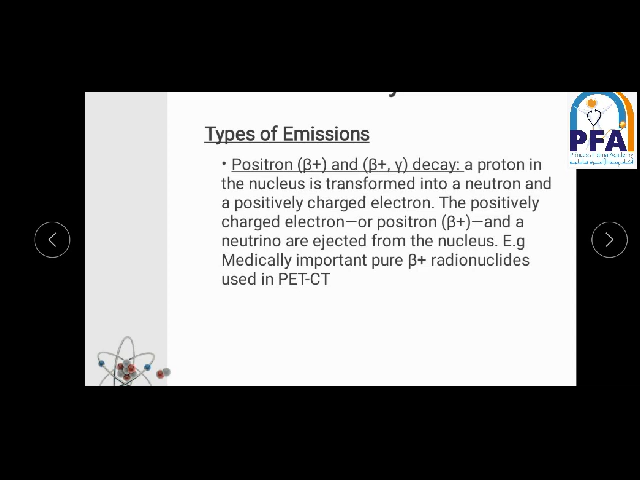 Types of Emissions
• Positron (β+) and (β+, γ) decay: a proton in
the nucleus is transformed into a neutron and
a positively charged electron. The positively
charged electron—or positron (β+)—and a
neutrino are ejected from the nucleus. E.g
Medically important pure β+ radionuclides
used in PET-CT
PFA